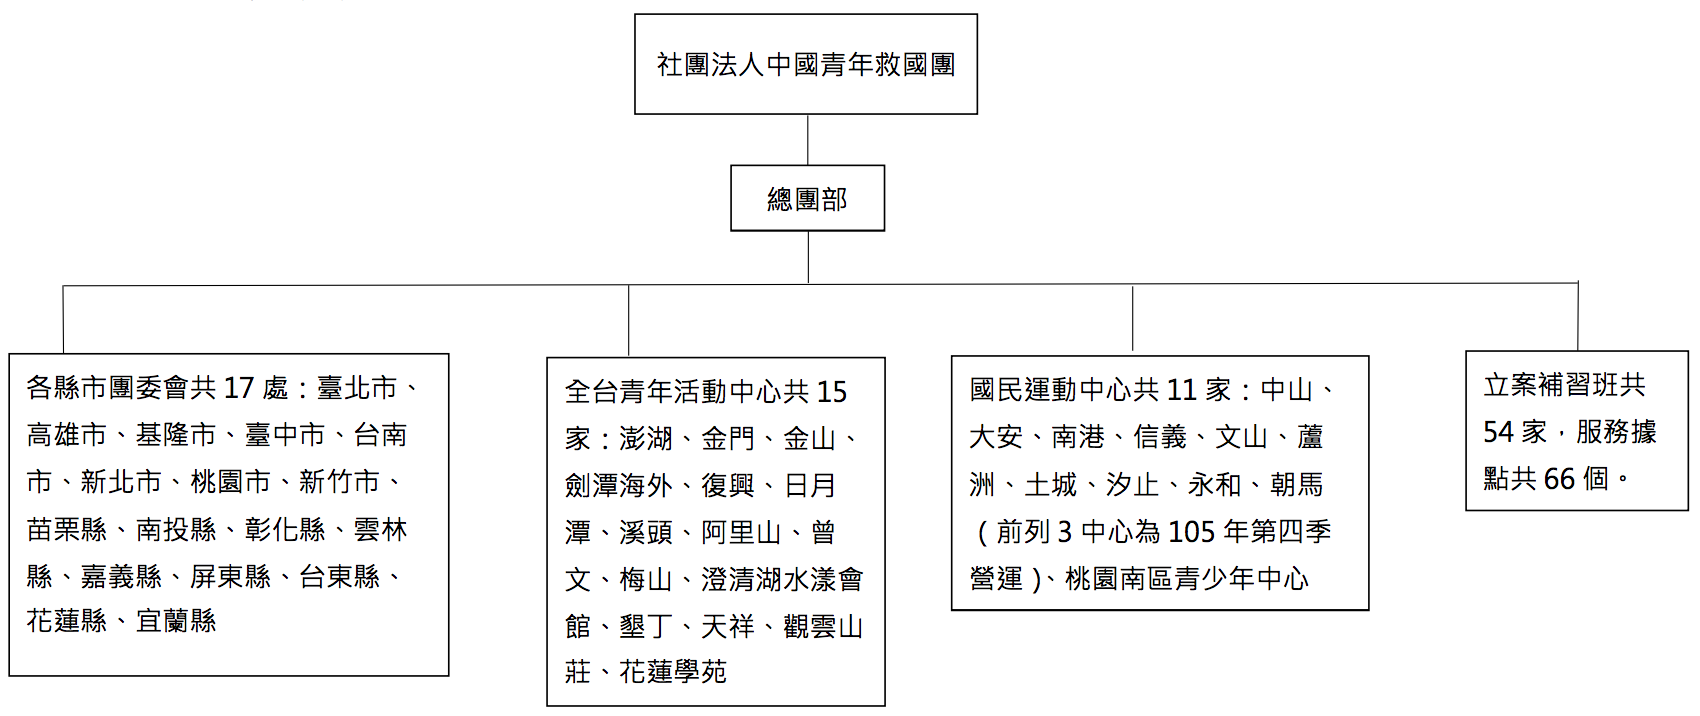 社團法人中國青年救國團
總團部
各縣市團委會共 17 處：臺北市、
高雄市、基隆市、臺中市、台南
市、新北市、桃園市、新竹市、
苗栗縣、南投縣、彰化縣、雲林
縣、嘉義縣、屏東縣、台東縣、
花蓮縣、宜蘭縣
全台青年活動中心共 15
家：澎湖、金門、金山、
劍潭海外、復興、日月
潭、溪頭、阿里山、曾
文、梅山、澄清湖水漾會
館、墾丁、天祥、觀雲山
莊、花蓮學苑
國民運動中心共 11 家：中山、
大安、南港、信義、文山、蘆
洲、土城、汐止、永和、朝馬
（前列 3 中心為 105 年第四季
營運）、桃園南區青少年中心
立案補習班共
54 家，服務據
點共 66 個。